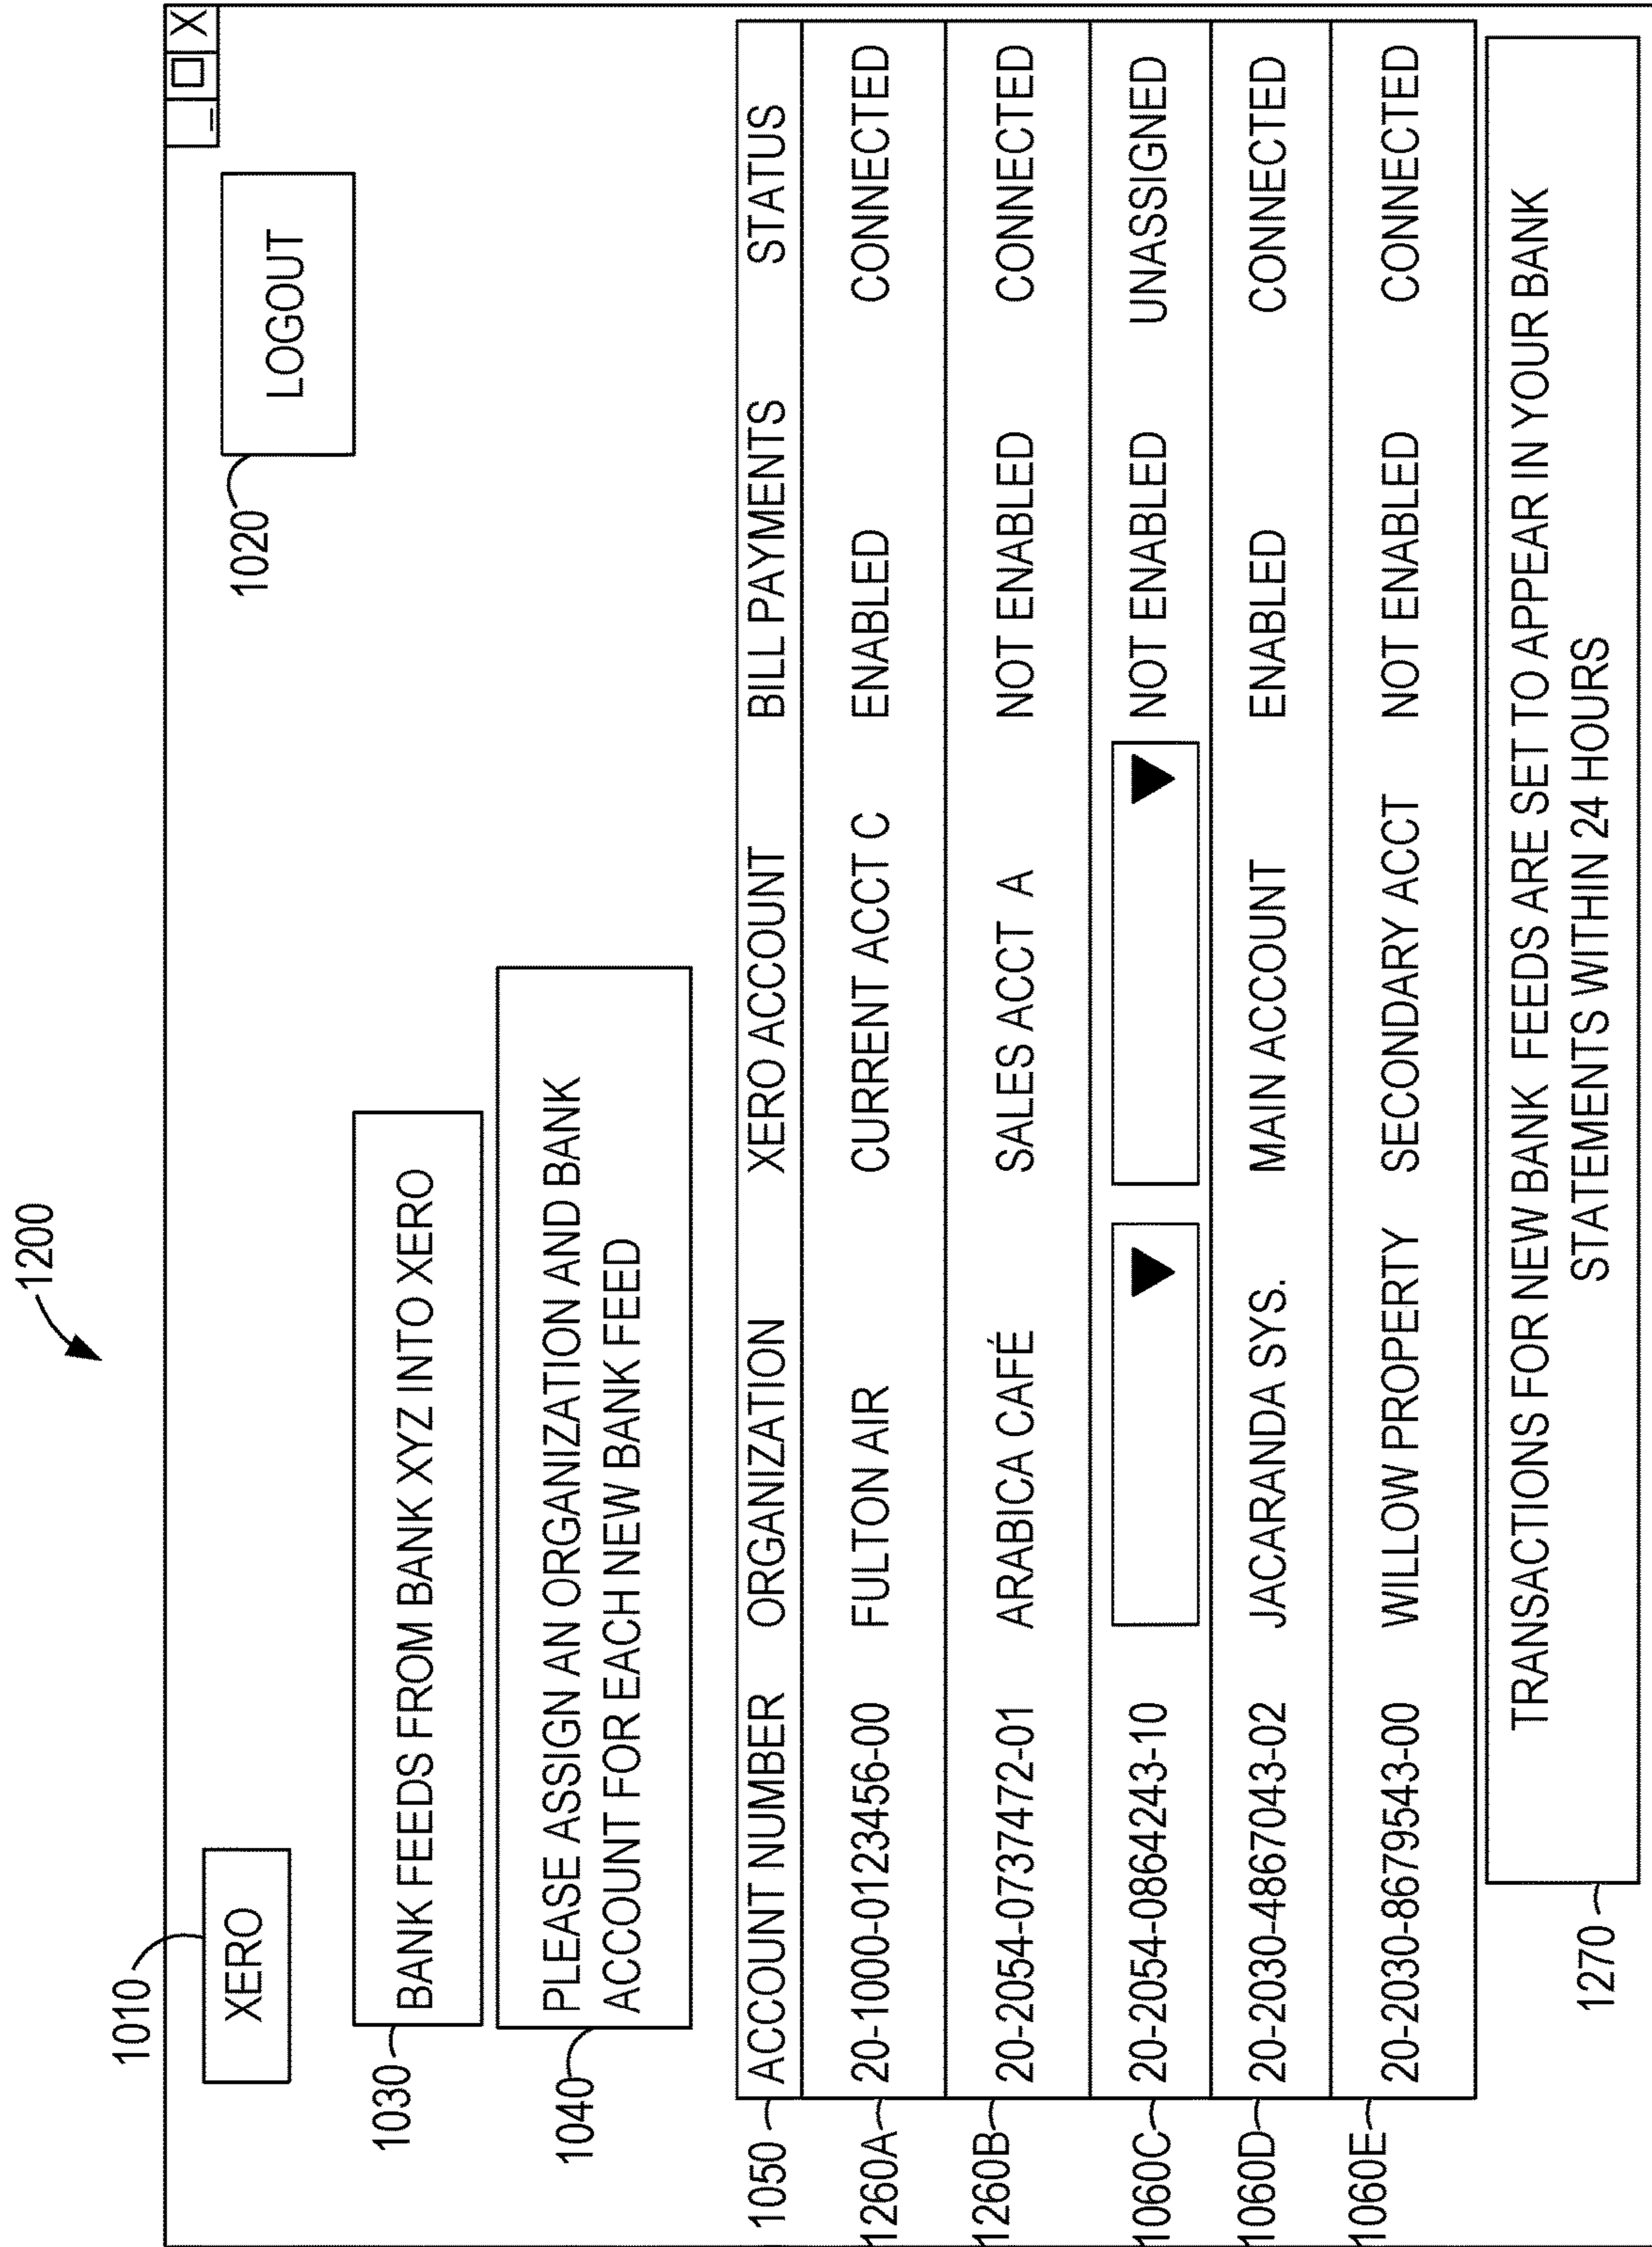 1200
_ □ X
1010
XERO
LOGOUT
1020
1030
BANK FEEDS FROM BANK XYZ INTO XERO
1040
PLEASE ASSIGN AN ORGANIZATION AND BANK
ACCOUNT FOR EACH NEW BANK FEED
1050 ACCOUNT NUMBER ORGANIZATION XERO ACCOUNT BILL PAYMENTS STATUS
1260A 20-1000-0123456-00 FULTON AIR CURRENT ACCT C ENABLED CONNECTED
1260B 20-2054-0737472-01 ARABICA CAFÉ SALES ACCT A NOT ENABLED CONNECTED
1060C 20-2054-0864243-10 NOT ENABLED UNASSIGNED
1060D 20-2030-4867043-02 JACARANDA SYS. MAIN ACCOUNT ENABLED CONNECTED
1060E 20-2030-8679543-00 WILLOW PROPERTY SECONDARY ACCT NOT ENABLED CONNECTED
TRANSACTIONS FOR NEW BANK FEEDS ARE SET TO APPEAR IN YOUR BANK
STATEMENTS WITHIN 24 HOURS
1270